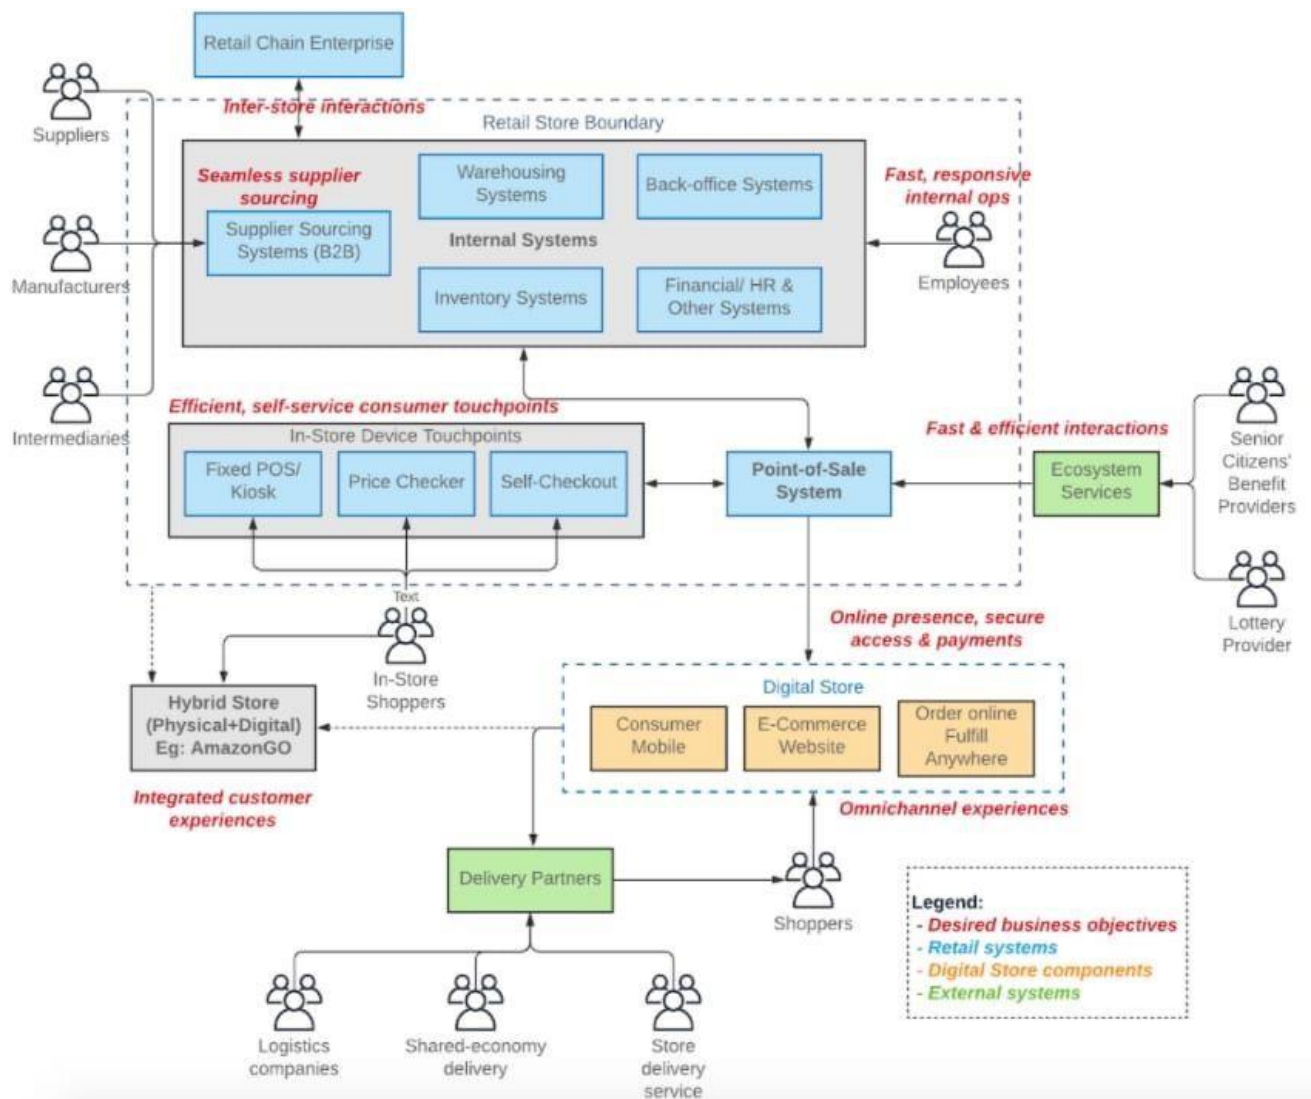 Retail Chain Enterprise
Inter-store interactions
Suppliers
Retail Store Boundary
Seamless supplier
sourcing
Warehousing
Systems
Back-office Systems
Fast, responsive
internal ops
Supplier Sourcing
Systems (B2B)
Internal Systems
Manufacturers
Employees
Inventory Systems
Financial/ HR &
Other Systems
Intermediaries
Efficient, self-service consumer touchpoints
In-Store Device Touchpoints
Fixed POS/
Kiosk
Price Checker
Self-Checkout
Point-of-Sale
System
Fast & efficient interactions
Ecosystem
Services
Senior
Citizens'
Benefit
Providers
Lottery
Provider
Text
In-Store
Shoppers
Online presence, secure
access & payments
Hybrid Store
(Physical+Digital)
Eg: AmazonGO
Integrated customer
experiences
Digital Store
Consumer
Mobile
E-Commerce
Website
Order online
Fulfill
Anywhere
Omnichannel experiences
Delivery Partners
Shoppers
Legend:
- Desired business objectives
- Retail systems
- Digital Store components
- External systems
Logistics
companies
Shared-economy
delivery
Store
delivery
service